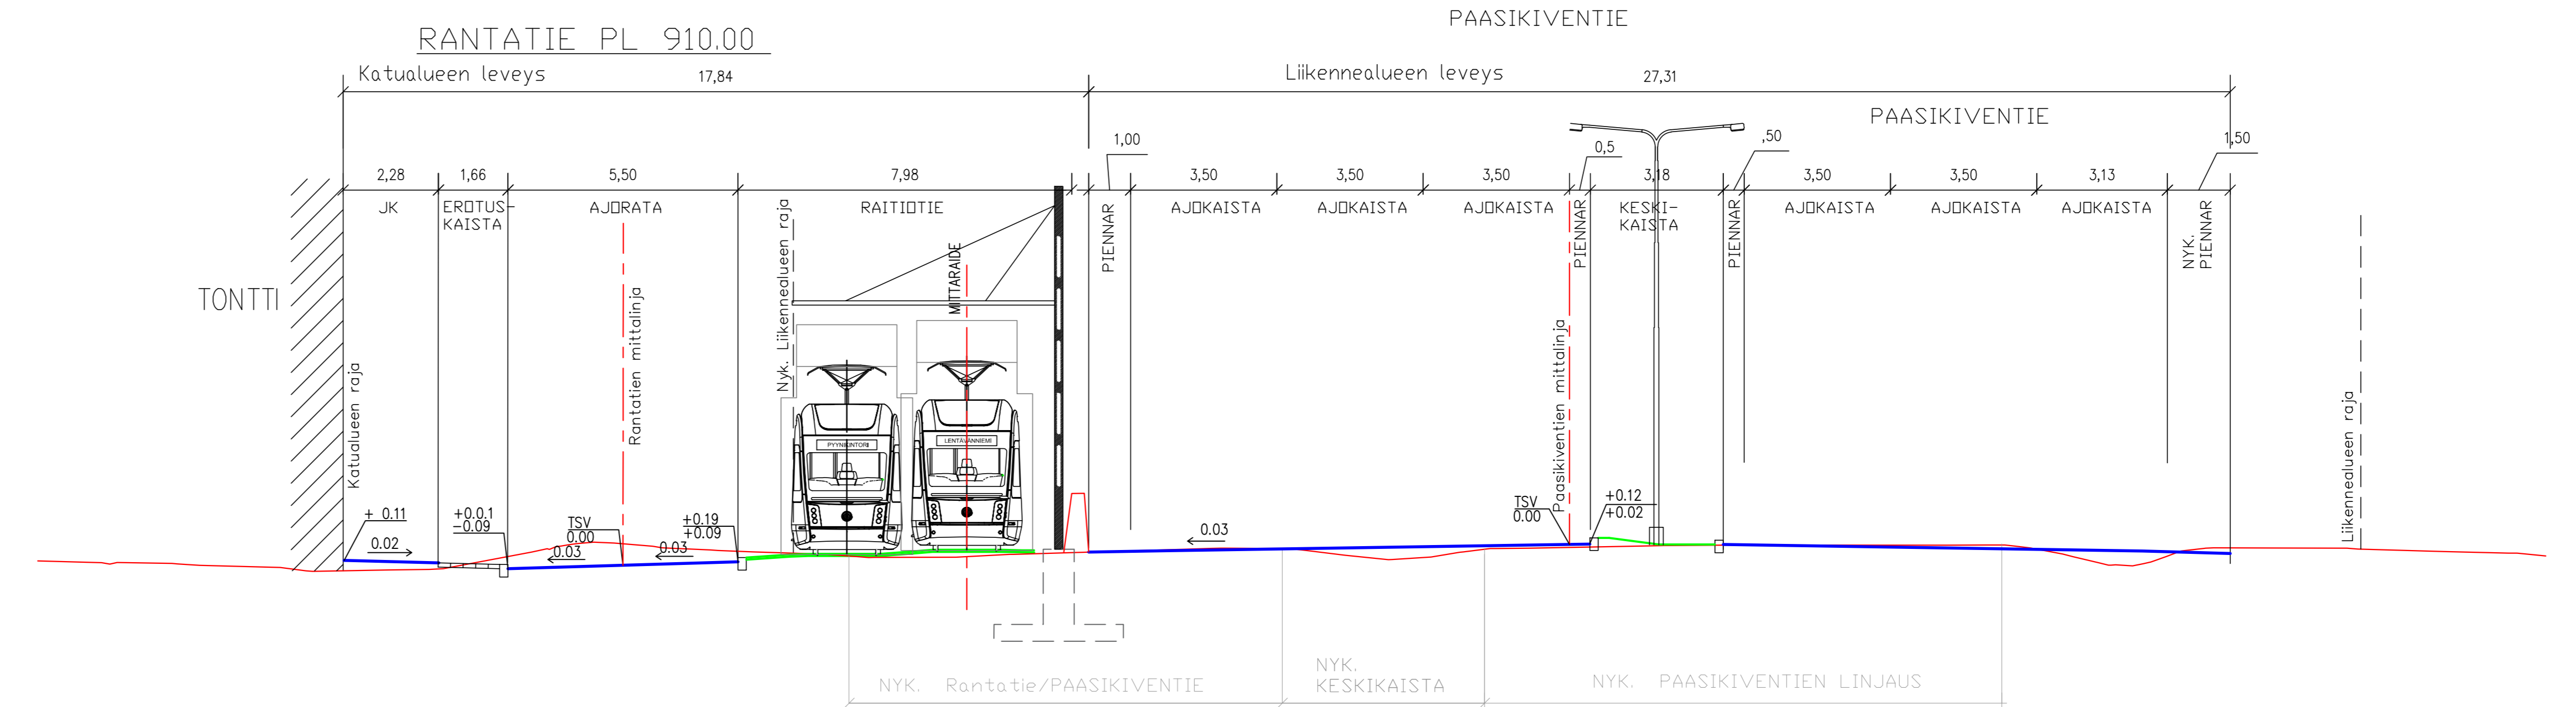 PAASIKIVENTIE
RANTATIE PL 910.00
Katualueen leveys 17,84
Liikennealueen leveys 27,31
PAASIKIVENTIE
1,00
0,5
,50
1,50
2,28 1,66 5,50 7,98 3,50 3,50 3,50 3,18 3,50 3,50 3,13
JK
EROTUS-
KAISTA
AJORATA
RAITIOTIE
PIENNAR
AJOKAISTA
AJOKAISTA
AJOKAISTA
PIENNAR
KESKI-
KAISTA
PIENNAR
AJOKAISTA
AJOKAISTA
AJOKAISTA
NYK.
PIENNAR
TONTTI
Katualueen raja
Rantatien mittalinja
Nyk. Liikennealueen raja
MITTARAIDE
Paasikiventien mittalinja
Liikennealueen raja
PYYNIKINTORI
LENTÄVÄNNIEMI
+ 0.11
0.02
+0.0.1
-0.09
TSV
0.00
0.03
0.03
+0.19
+0.09
0.03
TSV
0.00
+0.12
+0.02
NYK. Rantatie/PAASIKIVENTIE
NYK.
KESKIKAISTA
NYK. PAASIKIVENTIEN LINJAUS